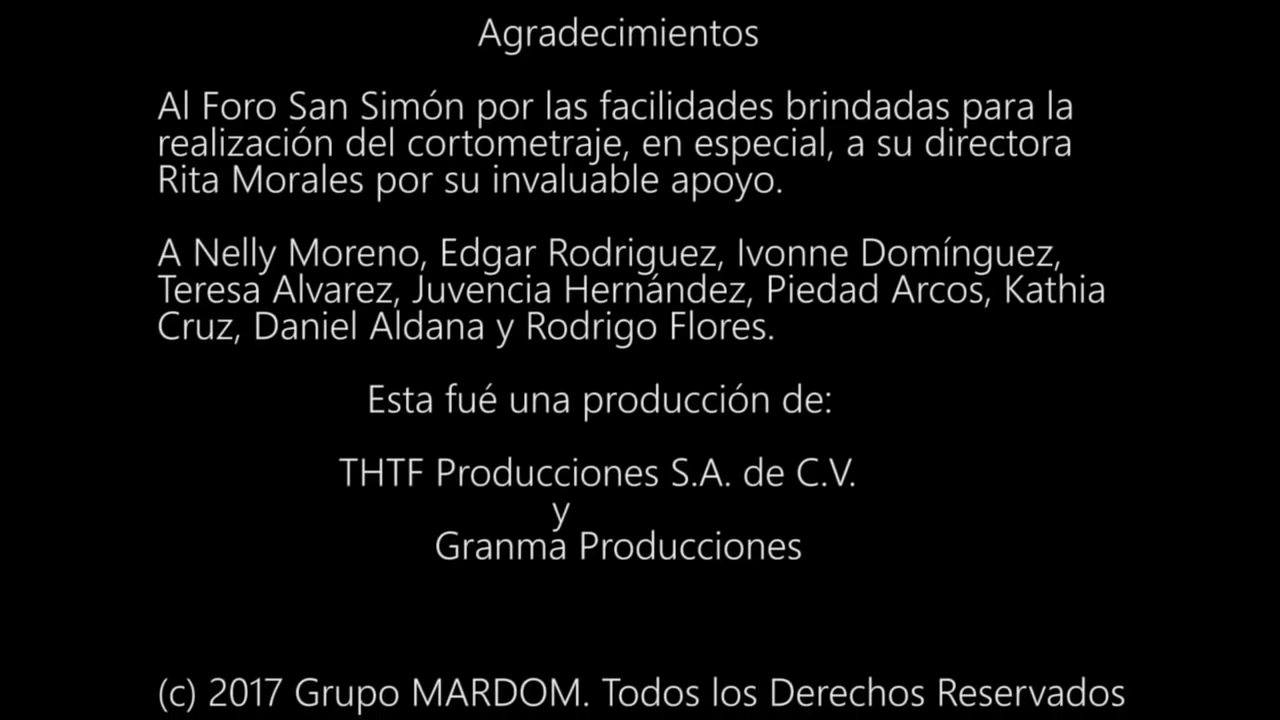 Agradecimientos
Al Foro San Simón por las facilidades brindadas para la
realización del cortometraje, en especial, a su directora
Rita Morales por su invaluable apoyo.
A Nelly Moreno, Edgar Rodriguez, Ivonne Domínguez,
Teresa Alvarez, Juvencia Hernández, Piedad Arcos, Kathia
Cruz, Daniel Aldana y Rodrigo Flores.
Esta fué una producción de:
THTF Producciones S.A. de C.V.
y
Granma Producciones
(c) 2017 Grupo MARDOM. Todos los Derechos Reservados